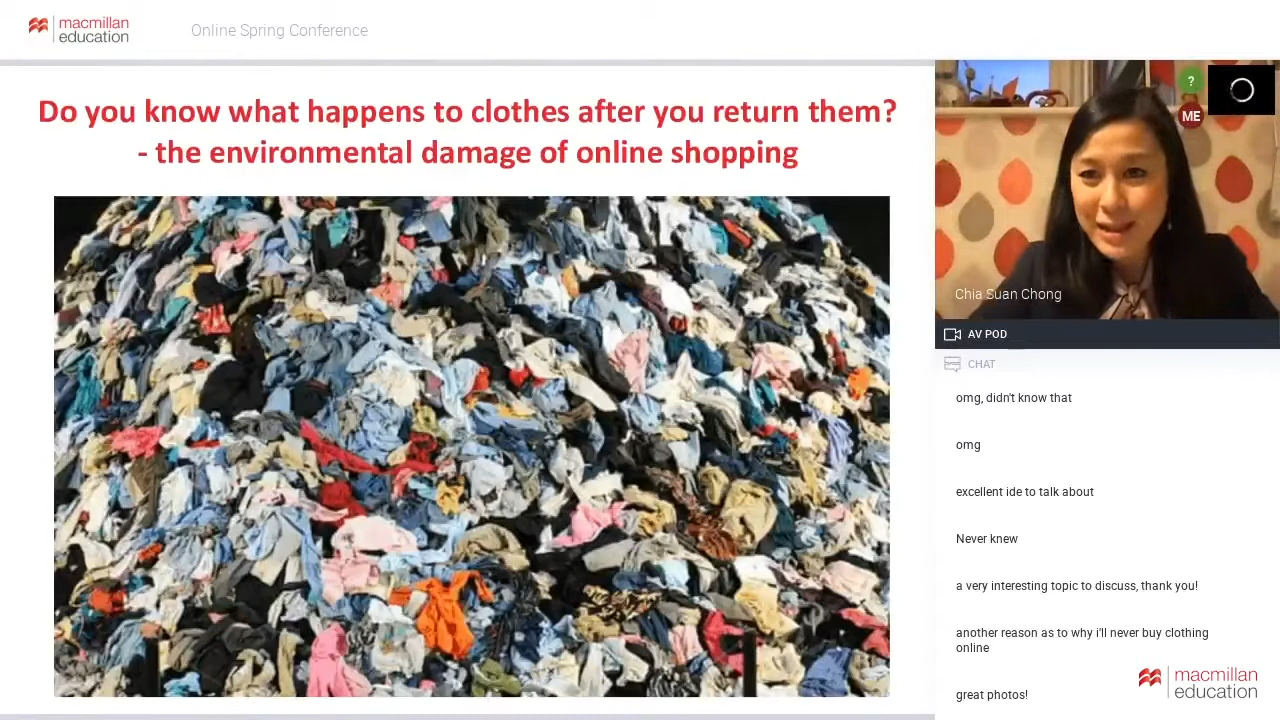 macmillan
education
Online Spring Conference
Do you know what happens to clothes after you return them?
- the environmental damage of online shopping
?
ME
Chia Suan Chong
AV POD
CHAT
omg, didn't know that
omg
excellent ide to talk about
Never knew
a very interesting topic to discuss, thank you!
another reason as to why i'll never buy clothing
online
great photos!
macmillan
education